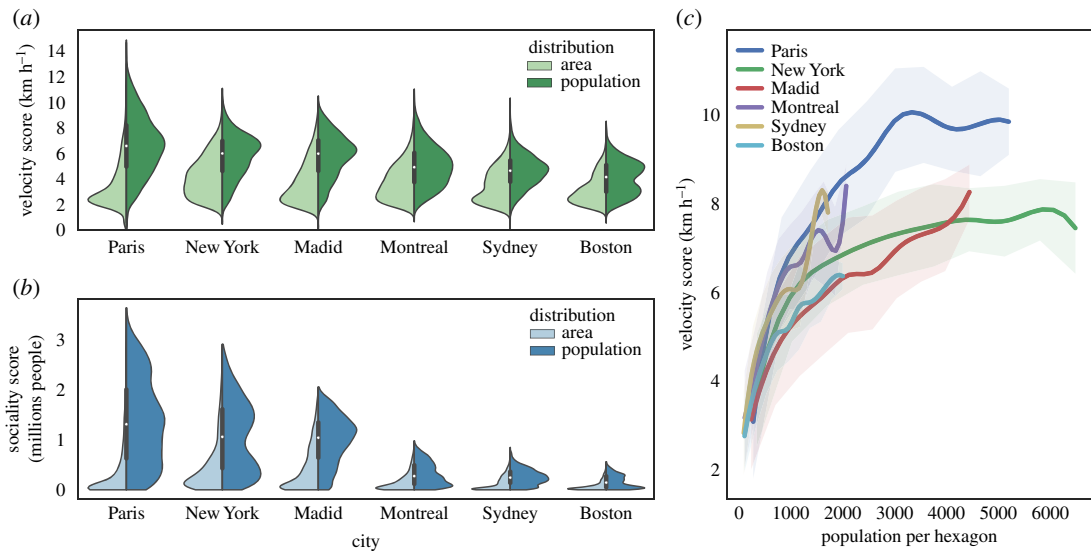 (a)
velocity score (km h⁻¹)
14
12
10
8
6
4
2
0
distribution
area
population
Paris New York Madid Montreal Sydney Boston
(b)
sociality score
(millions people)
3
2
1
0
distribution
area
population
Paris New York Madid Montreal Sydney Boston
city
(c)
velocity score (km h⁻¹)
10
8
6
4
2
Paris
New York
Madid
Montreal
Sydney
Boston
0 1000 2000 3000 4000 5000 6000
population per hexagon